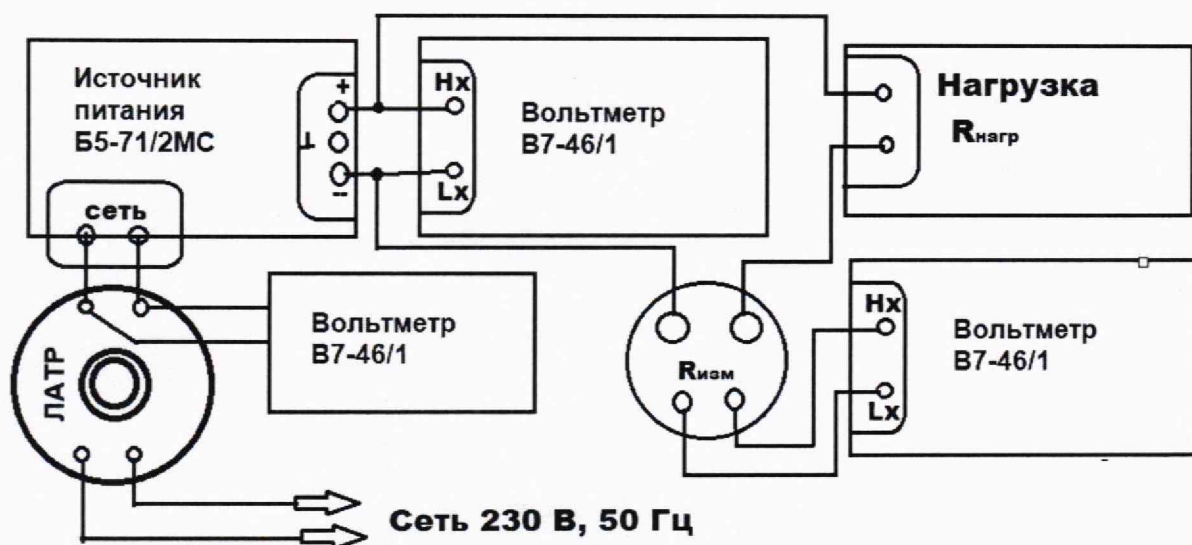 Источник
питания
Б5-71/2МС
+
⊥
--
сеть
Hx
Lx
Вольтметр
В7-46/1
Нагрузка
Rнагр
ЛАТР
Вольтметр
В7-46/1
Rизм
Hx
Lx
Вольтметр
В7-46/1
Сеть 230 В, 50 Гц